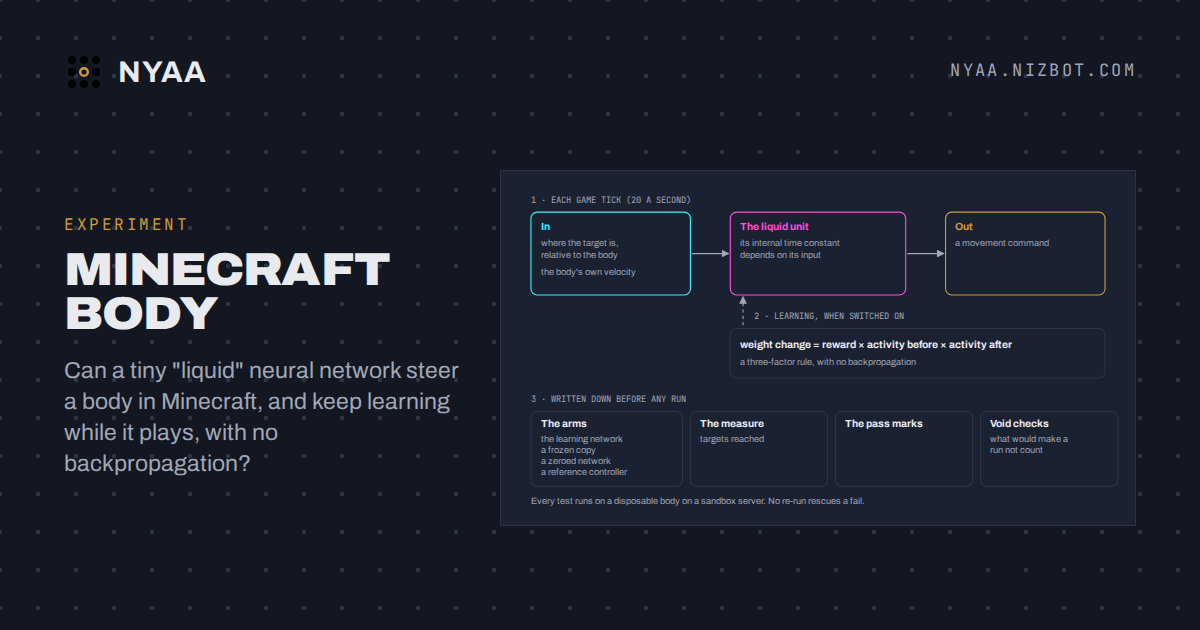 NYAA
NYAA.NIZBOT.COM
EXPERIMENT
MINECRAFT
BODY
Can a tiny "liquid" neural network steer
a body in Minecraft, and keep learning
while it plays, with no
backpropagation?
1 · EACH GAME TICK (20 A SECOND)
In
where the target is,
relative to the body
the body's own velocity
The liquid unit
its internal time constant
depends on its input
Out
a movement command
2 · LEARNING, WHEN SWITCHED ON
weight change = reward × activity before × activity after
a three-factor rule, with no backpropagation
3 · WRITTEN DOWN BEFORE ANY RUN
The arms
the learning network
a frozen copy
a zeroed network
a reference controller
The measure
targets reached
The pass marks
Void checks
what would make a
run not count
Every test runs on a disposable body on a sandbox server. No re-run rescues a fail.